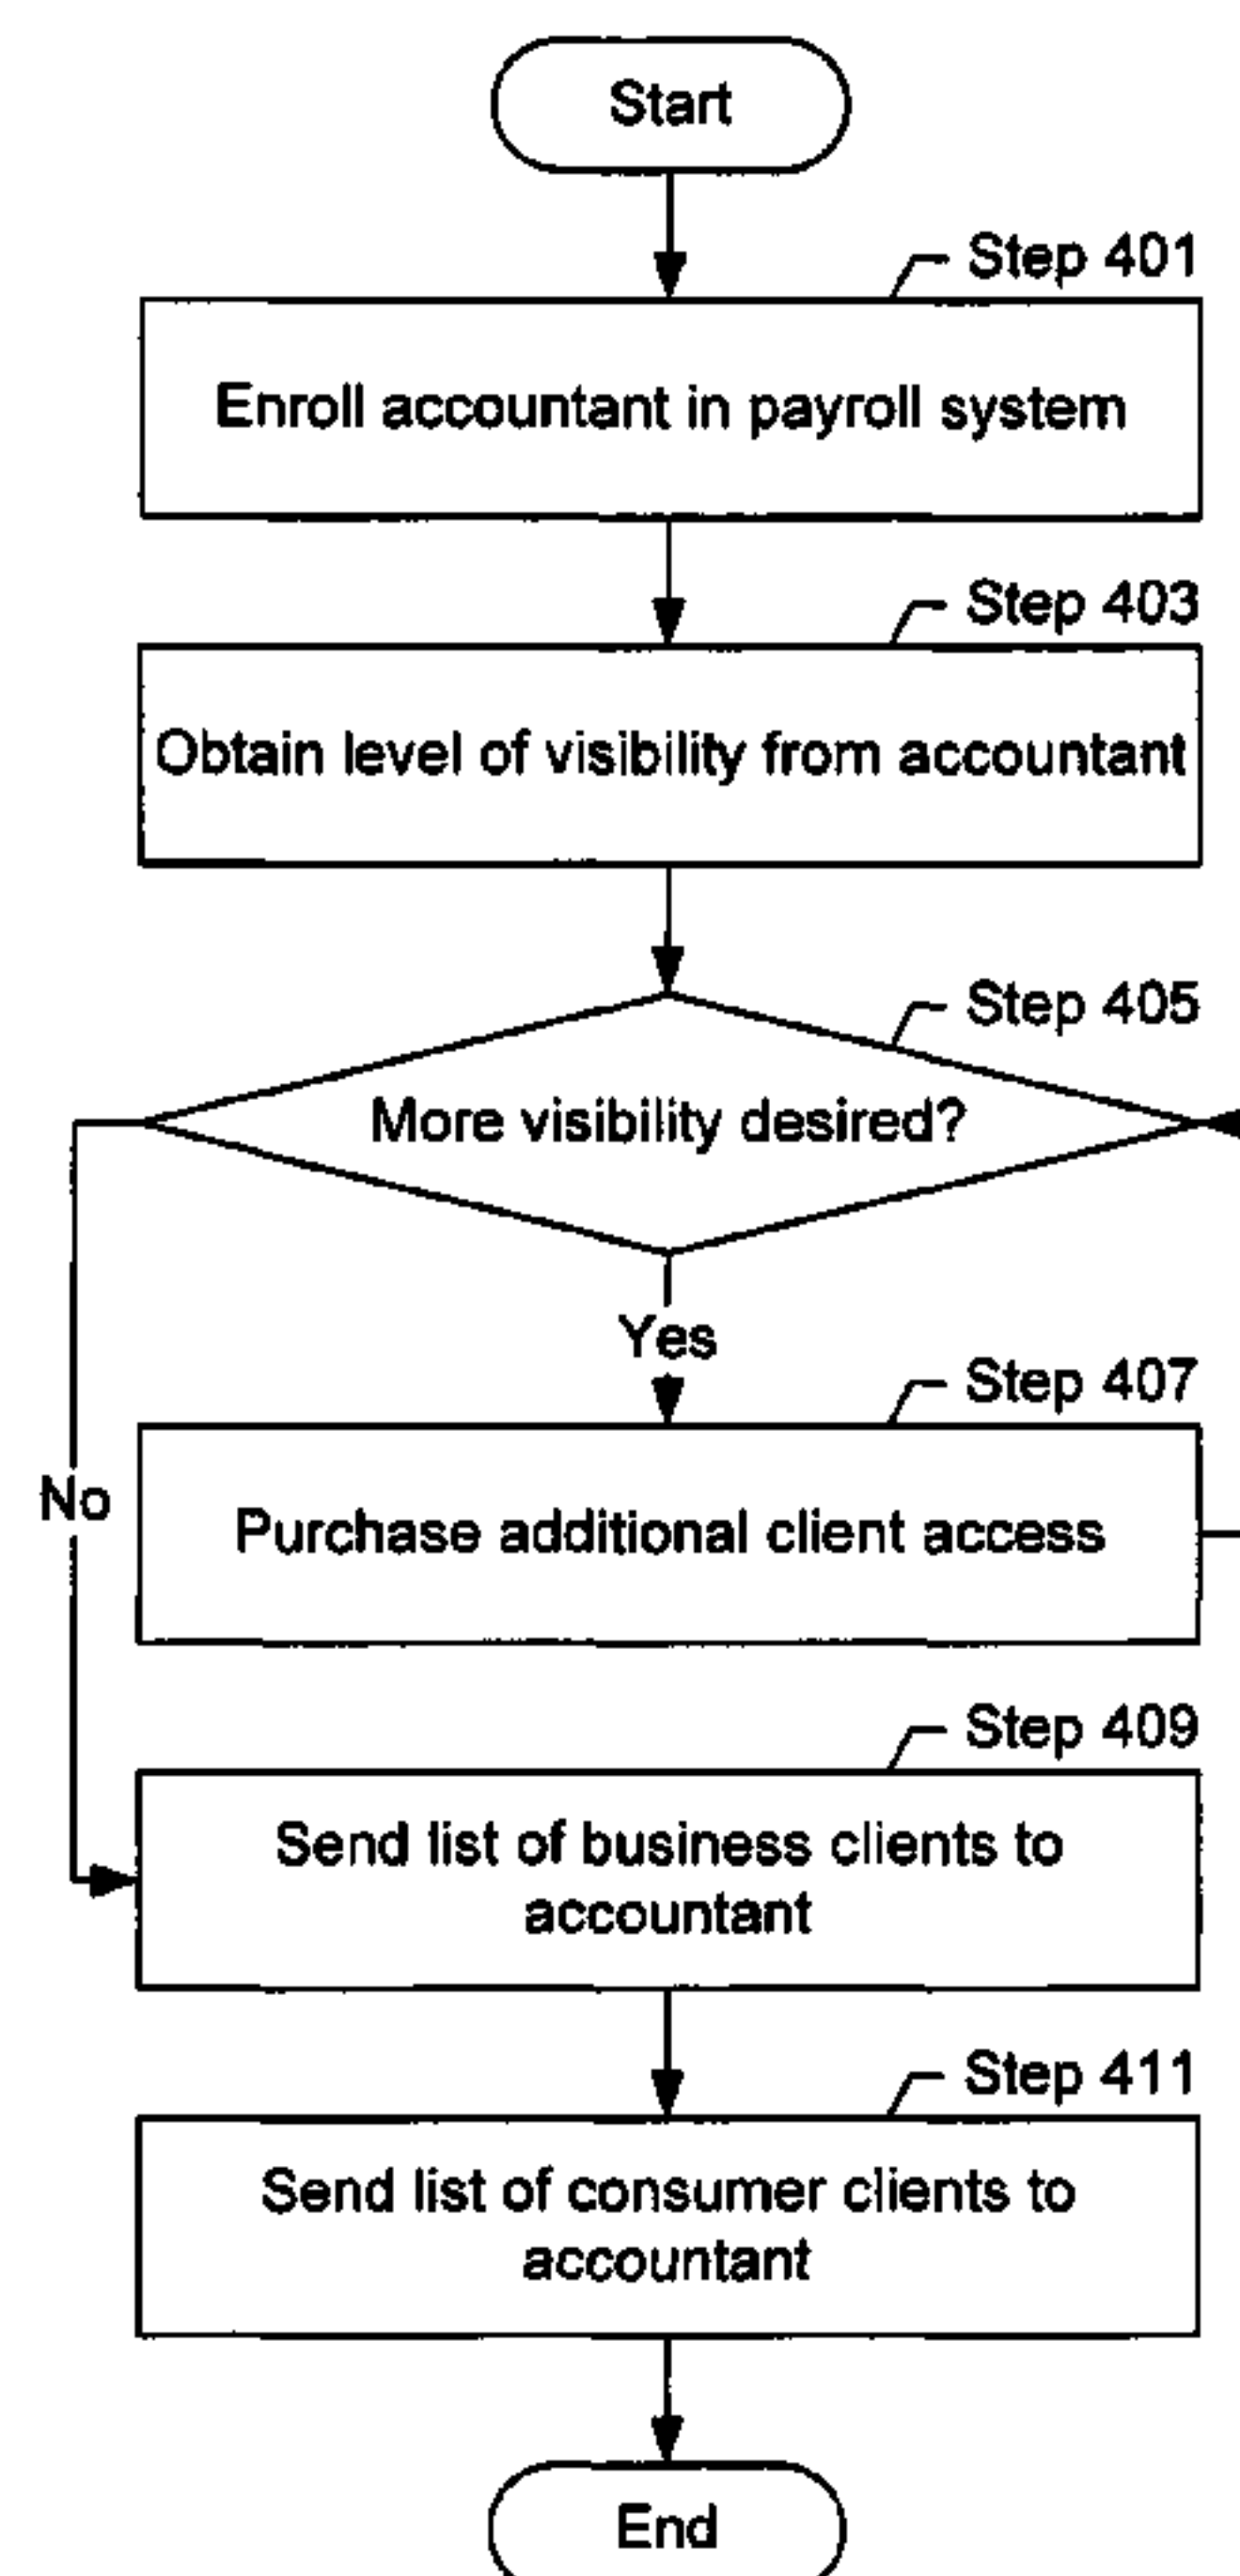 Start
Step 401
Enroll accountant in payroll system
Step 403
Obtain level of visibility from accountant
Step 405
More visibility desired?
Yes
Step 407
No
Purchase additional client access
Step 409
Send list of business clients to
accountant
Step 411
Send list of consumer clients to
accountant
End